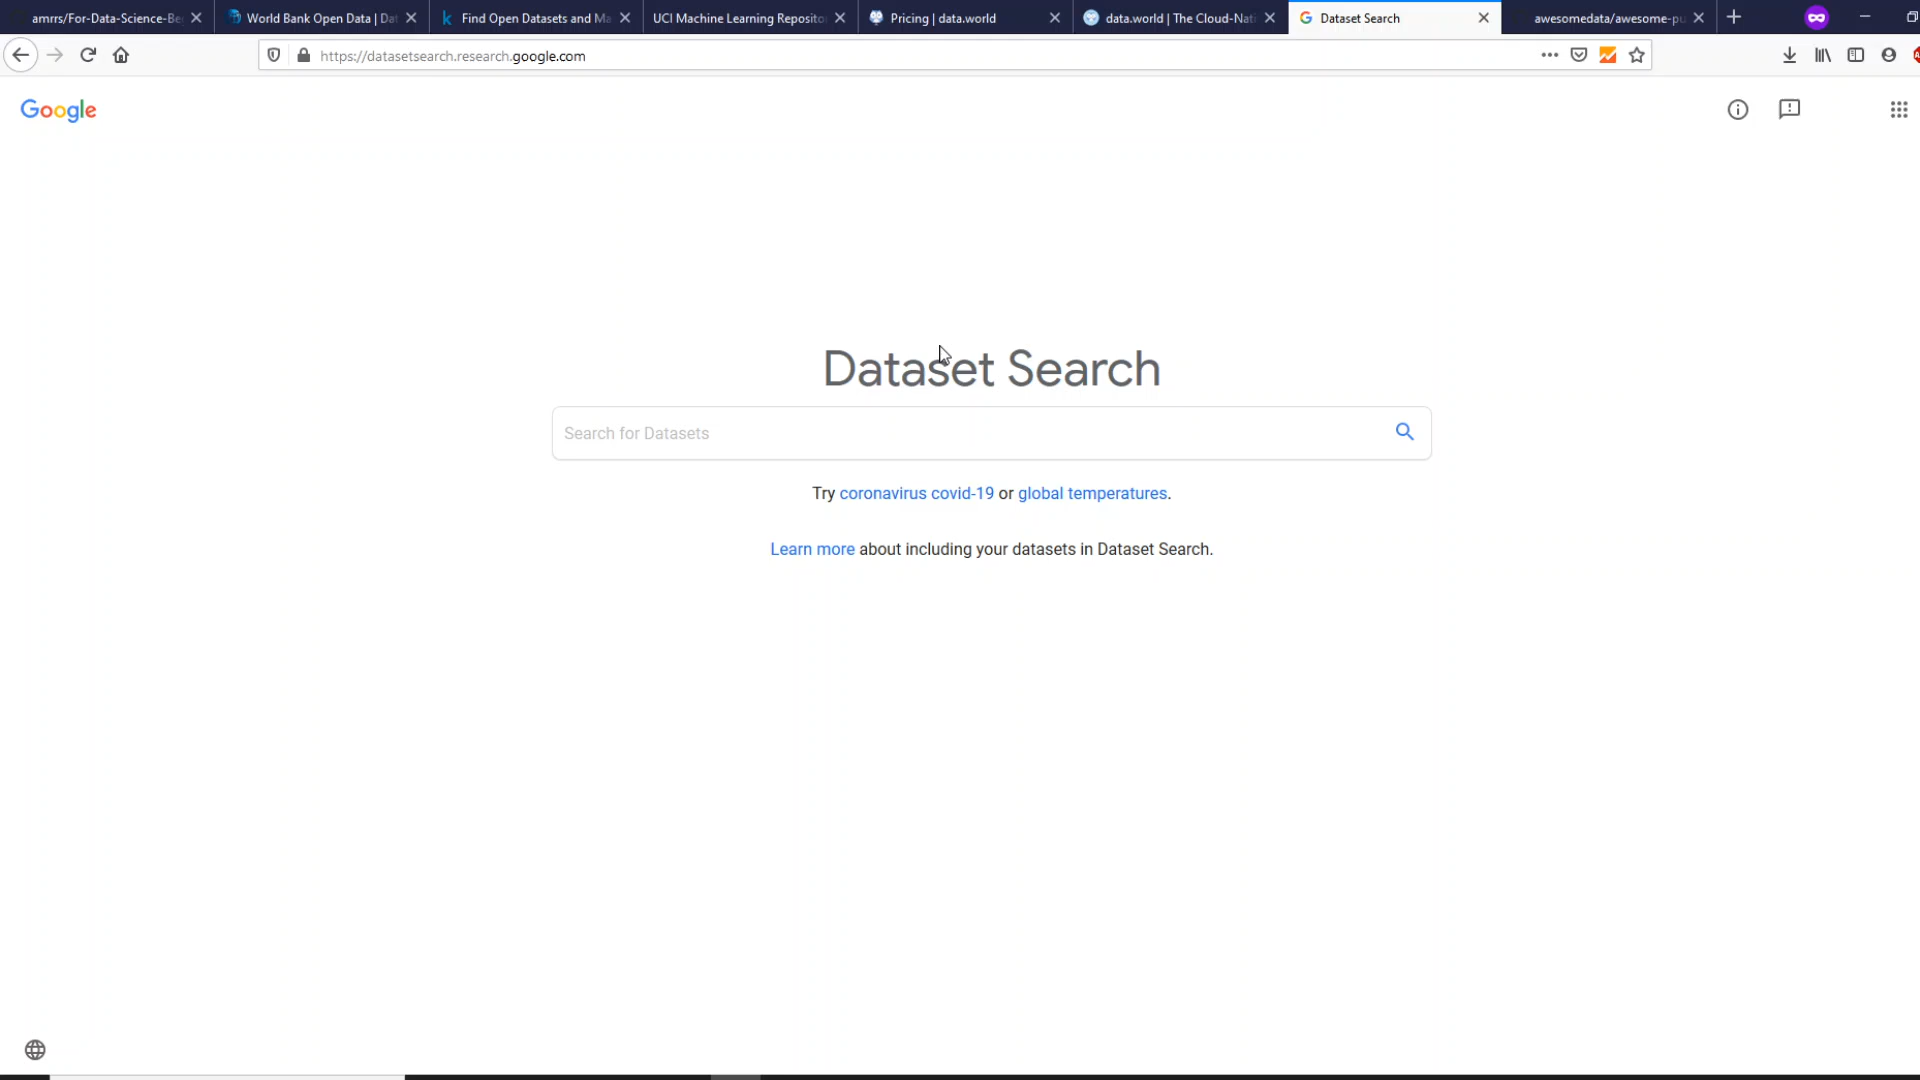 amrrs/For-Data-Science-Be
World Bank Open Data | Dat
Find Open Datasets and Ma
UCI Machine Learning Reposito
Pricing | data.world
data.world | The Cloud-Nati
Dataset Search
awesomedata/awesome-pu
https://datasetsearch.research.google.com
Google
Dataset Search
Search for Datasets
Try coronavirus covid-19 or global temperatures.
Learn more about including your datasets in Dataset Search.